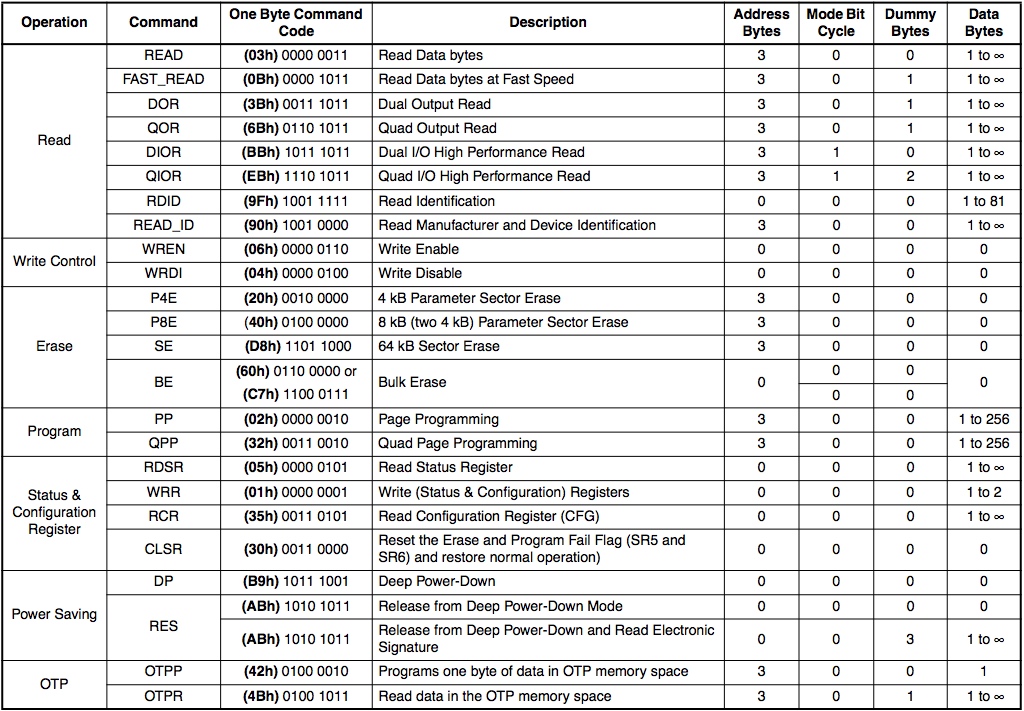 Operation Command One Byte Command Code Description Address Bytes Mode Bit Cycle Dummy Bytes Data Bytes
Read
READ (03h) 0000 0011 Read Data bytes 3 0 0 1 to ∞
FAST_READ (0Bh) 0000 1011 Read Data bytes at Fast Speed 3 0 1 1 to ∞
DOR (3Bh) 0011 1011 Dual Output Read 3 0 1 1 to ∞
QOR (6Bh) 0110 1011 Quad Output Read 3 0 1 1 to ∞
DIOR (BBh) 1011 1011 Dual I/O High Performance Read 3 1 0 1 to ∞
QIOR (EBh) 1110 1011 Quad I/O High Performance Read 3 1 2 1 to ∞
RDID (9Fh) 1001 1111 Read Identification 0 0 0 1 to 81
READ_ID (90h) 1001 0000 Read Manufacturer and Device Identification 3 0 0 1 to ∞
Write Control
WREN (06h) 0000 0110 Write Enable 0 0 0 0
WRDI (04h) 0000 0100 Write Disable 0 0 0 0
Erase
P4E (20h) 0010 0000 4 kB Parameter Sector Erase 3 0 0 0
P8E (40h) 0100 0000 8 kB (two 4 kB) Parameter Sector Erase 3 0 0 0
SE (D8h) 1101 1000 64 kB Sector Erase 3 0 0 0
BE (60h) 0110 0000 or Bulk Erase 0 0 0 0
(C7h) 1100 0111 0 0
Program
PP (02h) 0000 0010 Page Programming 3 0 0 1 to 256
QPP (32h) 0011 0010 Quad Page Programming 3 0 0 1 to 256
Status &
Configuration
Register
RDSR (05h) 0000 0101 Read Status Register 0 0 0 1 to ∞
WRR (01h) 0000 0001 Write (Status & Configuration) Registers 0 0 0 1 to 2
RCR (35h) 0011 0101 Read Configuration Register (CFG) 0 0 0 1 to ∞
CLSR (30h) 0011 0000 Reset the Erase and Program Fail Flag (SR5 and
SR6) and restore normal operation) 0 0 0 0
Power Saving
DP (B9h) 1011 1001 Deep Power-Down 0 0 0 0
RES (ABh) 1010 1011 Release from Deep Power-Down Mode 0 0 0 0
(ABh) 1010 1011 Release from Deep Power-Down and Read Electronic
Signature 0 0 3 1 to ∞
OTP
OTPP (42h) 0100 0010 Programs one byte of data in OTP memory space 3 0 0 1
OTPR (4Bh) 0100 1011 Read data in the OTP memory space 3 0 1 1 to ∞